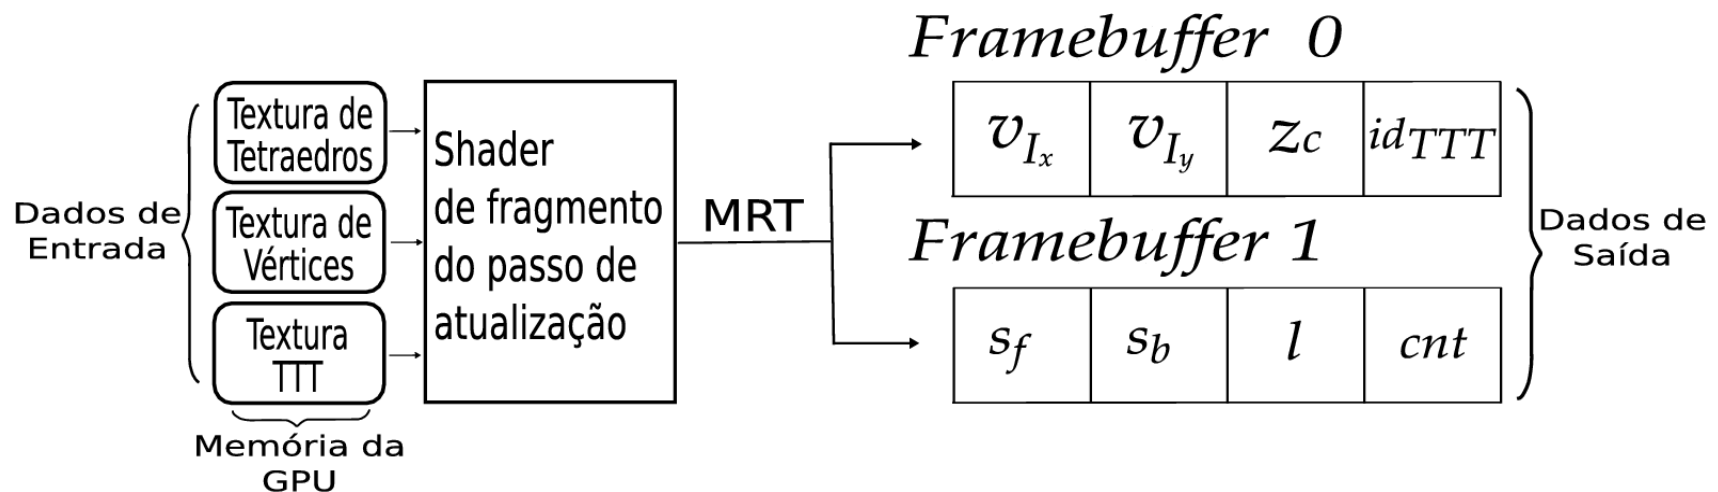 Dados de
Entrada
Textura de
Tetraedros
Textura de
Vértices
Textura
TTT
Memória da
GPU
Shader
de fragmento
do passo de
atualização
MRT
Framebuffer 0
v_{I_x} v_{I_y} z_c id_{TTT}
Framebuffer 1
s_f s_b l cnt
Dados de
Saída